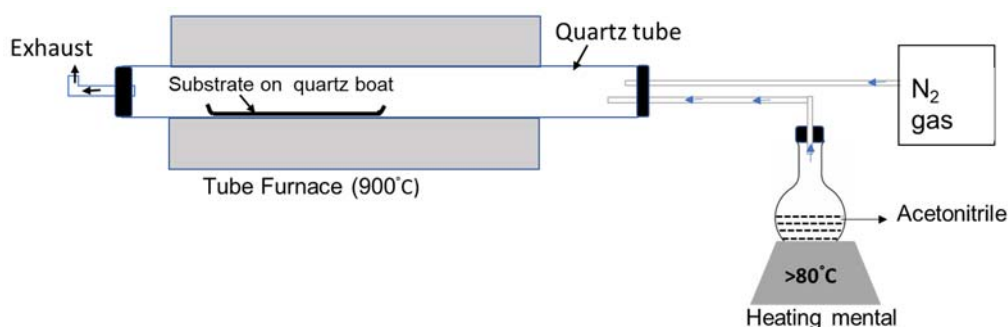 Exhaust
Quartz tube
Substrate on quartz boat
N₂
gas
Tube Furnace (900°C)
Acetonitrile
>80°C
Heating mental